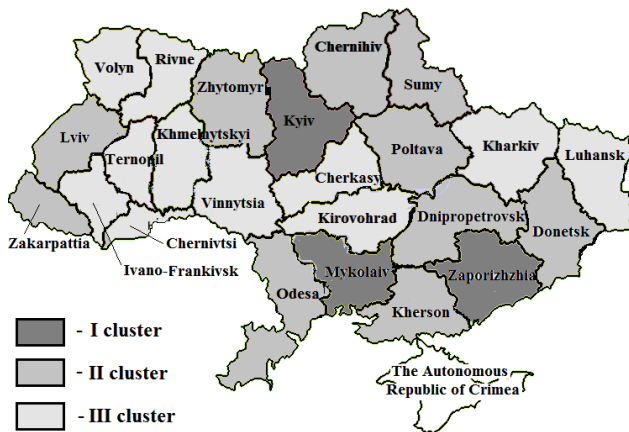 Chernihiv
Volyn
Rivne
Sumy
Zhytomyr
Kyiv
Lviv
Khmelnytskyi
Ternopil
Poltava
Kharkiv
Luhansk
Cherkasy
Vinnytsia
Kirovohrad
Dnipropetrovsk
Donetsk
Zakarpattia
Chernivtsi
Ivano-Frankivsk
Mykolaiv
Zaporizhzhia
Odesa
Kherson
- I cluster
- II cluster
- III cluster
The Autonomous
Republic of Crimea